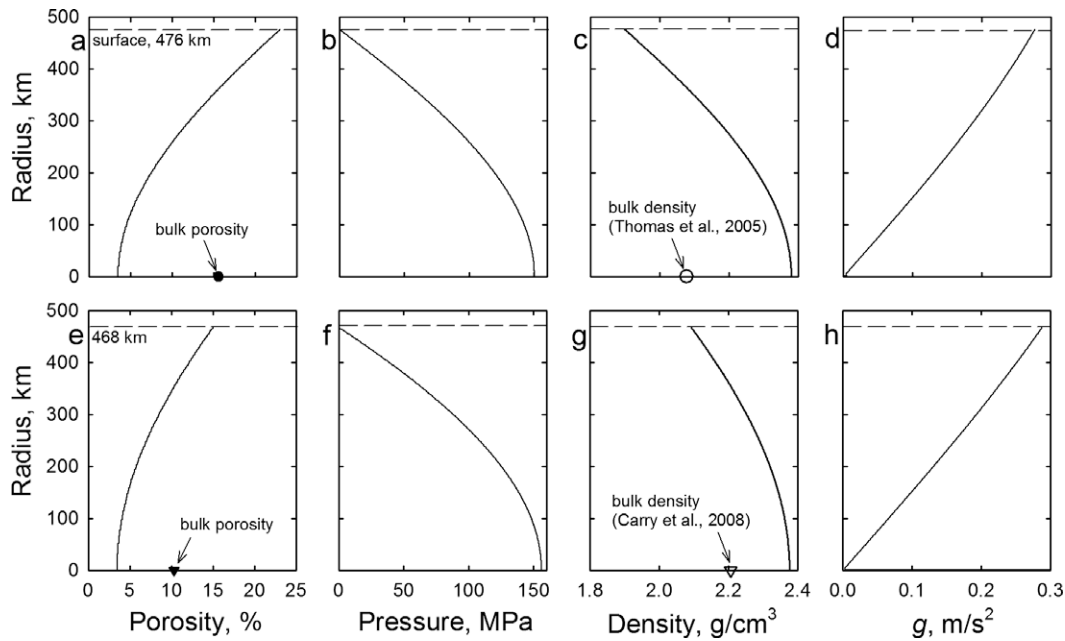 500
400
300
200
100
0
Radius, km
a
surface, 476 km
bulk porosity
b
c
bulk density
(Thomas et al., 2005)
d
500
400
300
200
100
0
Radius, km
e
468 km
bulk porosity
f
g
bulk density
(Carry et al., 2008)
h
0 5 10 15 20 25
0 50 100 150
1.8 2.0 2.2 2.4
0.0 0.1 0.2 0.3
Porosity, %
Pressure, MPa
Density, g/cm³
g, m/s²